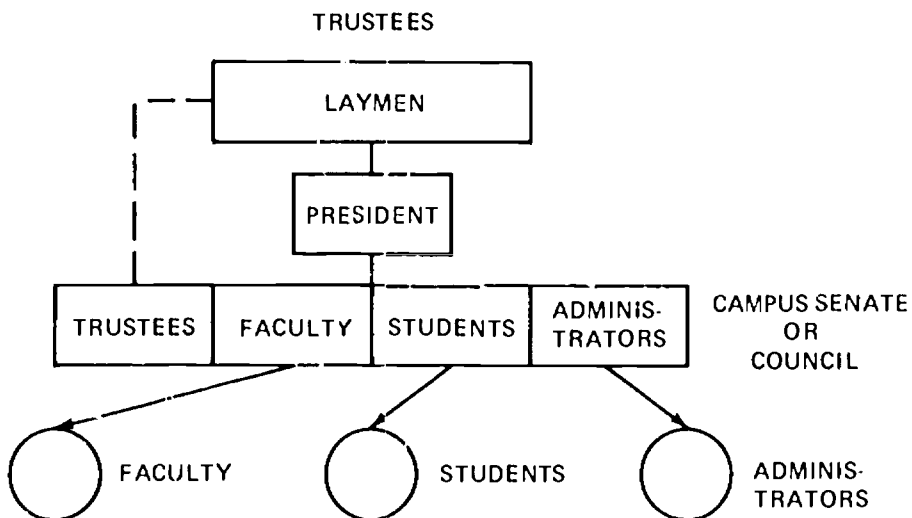 TRUSTEES
LAYMEN
PRESIDENT
TRUSTEES
FACULTY
STUDENTS
ADMINIS-
TRATORS
CAMPUS SENATE
OR
COUNCIL
FACULTY
STUDENTS
ADMINIS-
TRATORS